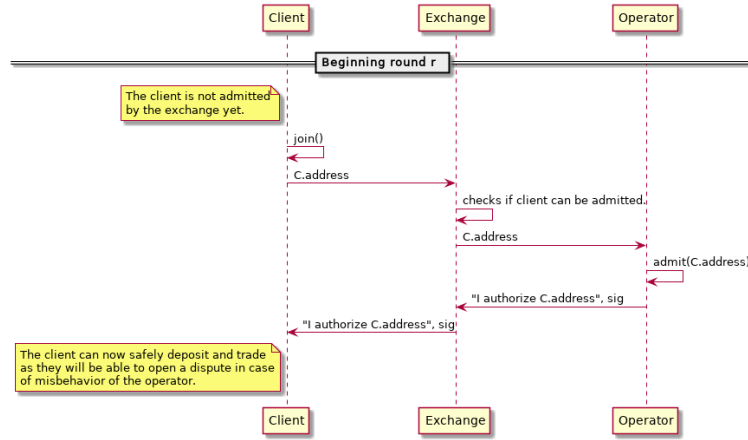 Client
Exchange
Operator
Beginning round r
The client is not admitted
by the exchange yet.
join()
C.address
checks if client can be admitted.
C.address
admit(C.address)
"I authorize C.address", sig
"I authorize C.address", sig
The client can now safely deposit and trade
as they will be able to open a dispute in case
of misbehavior of the operator.
Client
Exchange
Operator